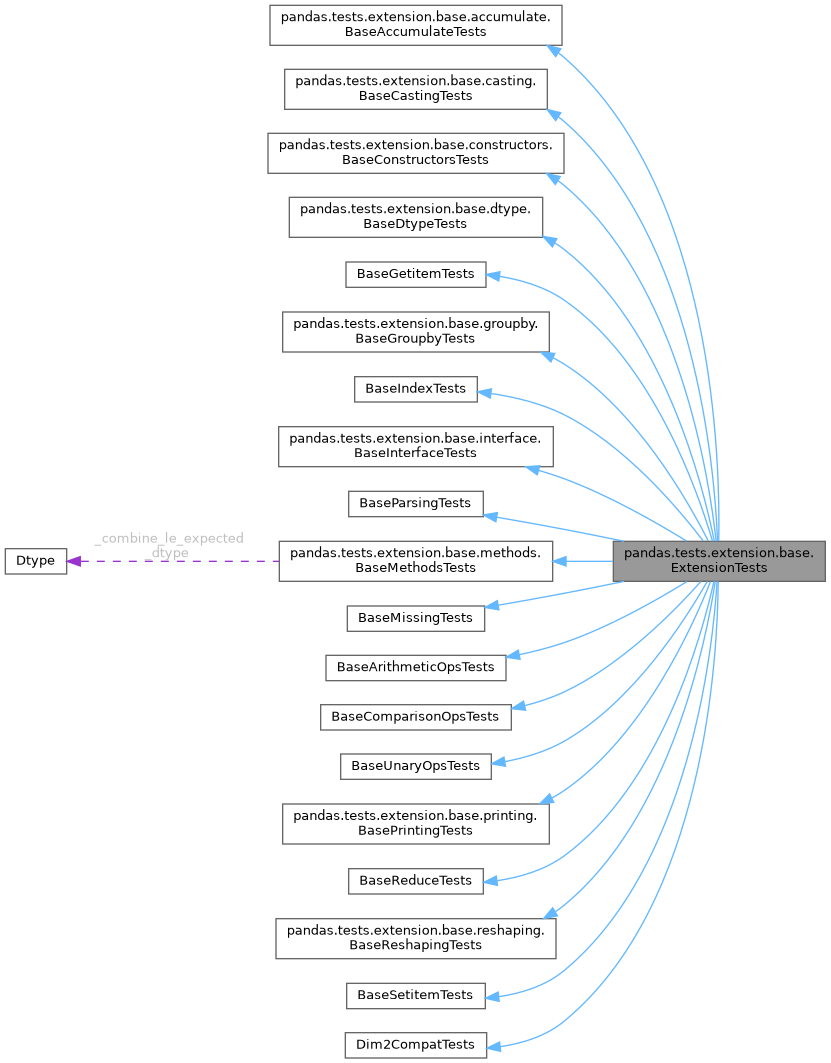 pandas.tests.extension.base.accumulate.
BaseAccumulateTests
pandas.tests.extension.base.casting.
BaseCastingTests
pandas.tests.extension.base.constructors.
BaseConstructorsTests
pandas.tests.extension.base.dtype.
BaseDtypeTests
BaseGetitemTests
pandas.tests.extension.base.groupby.
BaseGroupbyTests
BaseIndexTests
pandas.tests.extension.base.interface.
BaseInterfaceTests
BaseParsingTests
_combine_le_expected
_dtype
Dtype
pandas.tests.extension.base.methods.
BaseMethodsTests
pandas.tests.extension.base.
ExtensionTests
BaseMissingTests
BaseArithmeticOpsTests
BaseComparisonOpsTests
BaseUnaryOpsTests
pandas.tests.extension.base.printing.
BasePrintingTests
BaseReduceTests
pandas.tests.extension.base.reshaping.
BaseReshapingTests
BaseSetitemTests
Dim2CompatTests